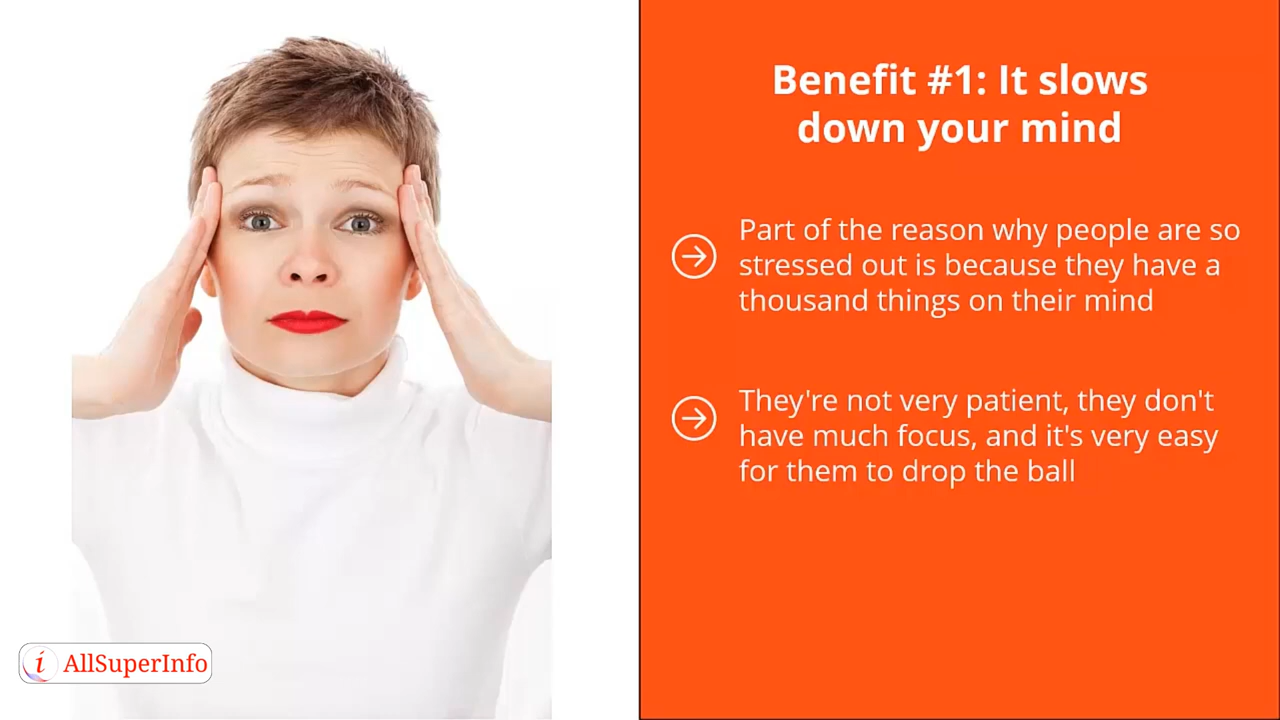 Benefit #1: It slows
down your mind
Part of the reason why people are so
stressed out is because they have a
thousand things on their mind
They're not very patient, they don't
have much focus, and it's very easy
for them to drop the ball
i AllSuperInfo